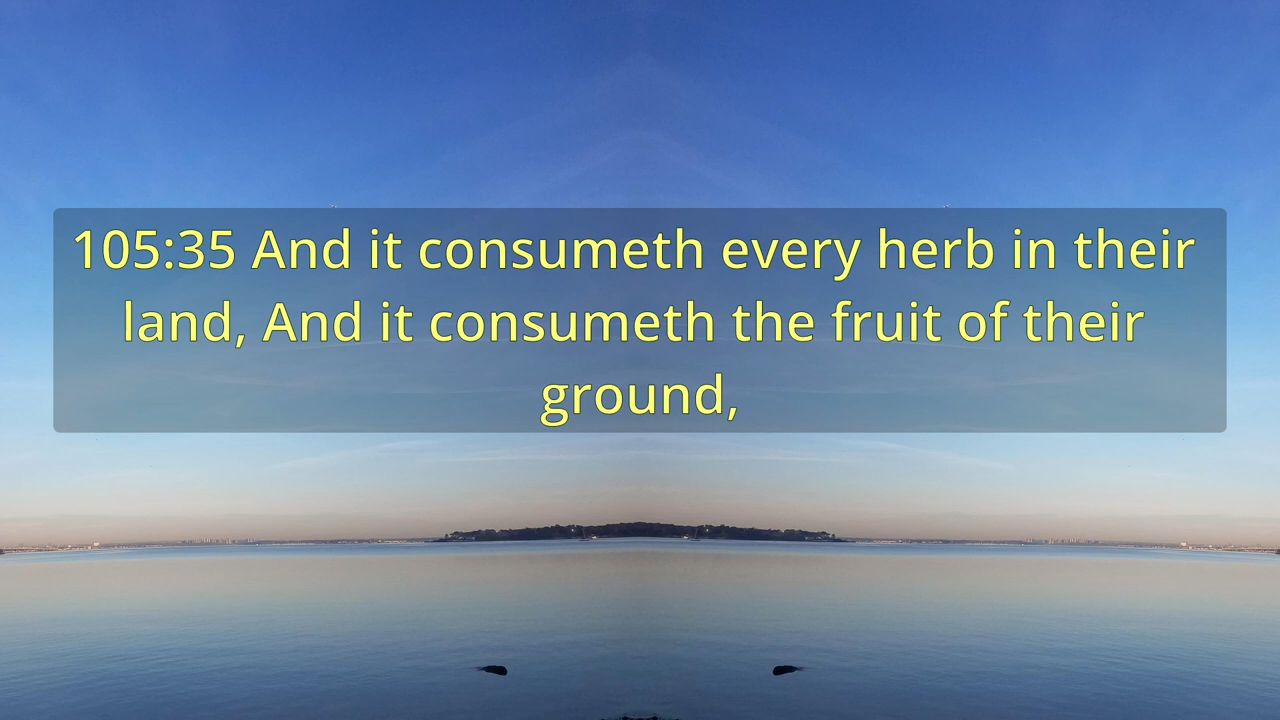 105:35 And it consumeth every herb in their
land, And it consumeth the fruit of their
ground,